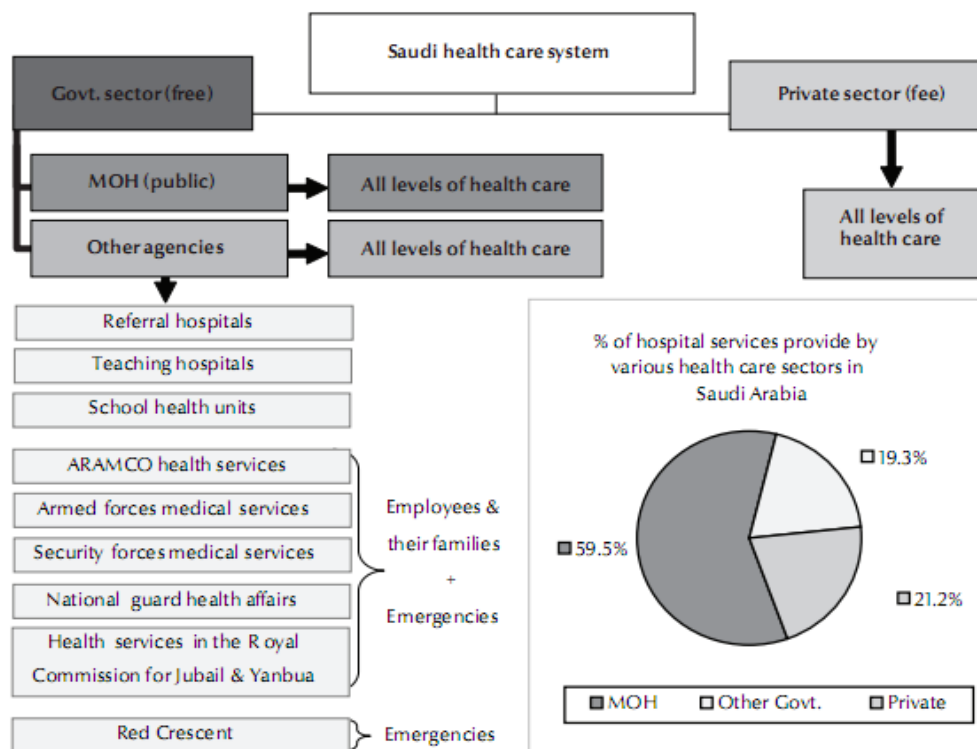 Saudi health care system
Govt. sector (free)
Private sector (fee)
MOH (public)
All levels of health care
Other agencies
All levels of health care
All levels of
health care
Referral hospitals
Teaching hospitals
School health units
ARAMCO health services
Armed forces medical services
Security forces medical services
National guard health affairs
Health services in the Royal
Commission for Jubail & Yanbua
Employees &
their families
+
Emergencies
Red Crescent
Emergencies
% of hospital services provide by
various health care sectors in
Saudi Arabia
19.3%
59.5%
21.2%
MOH
Other Govt.
Private